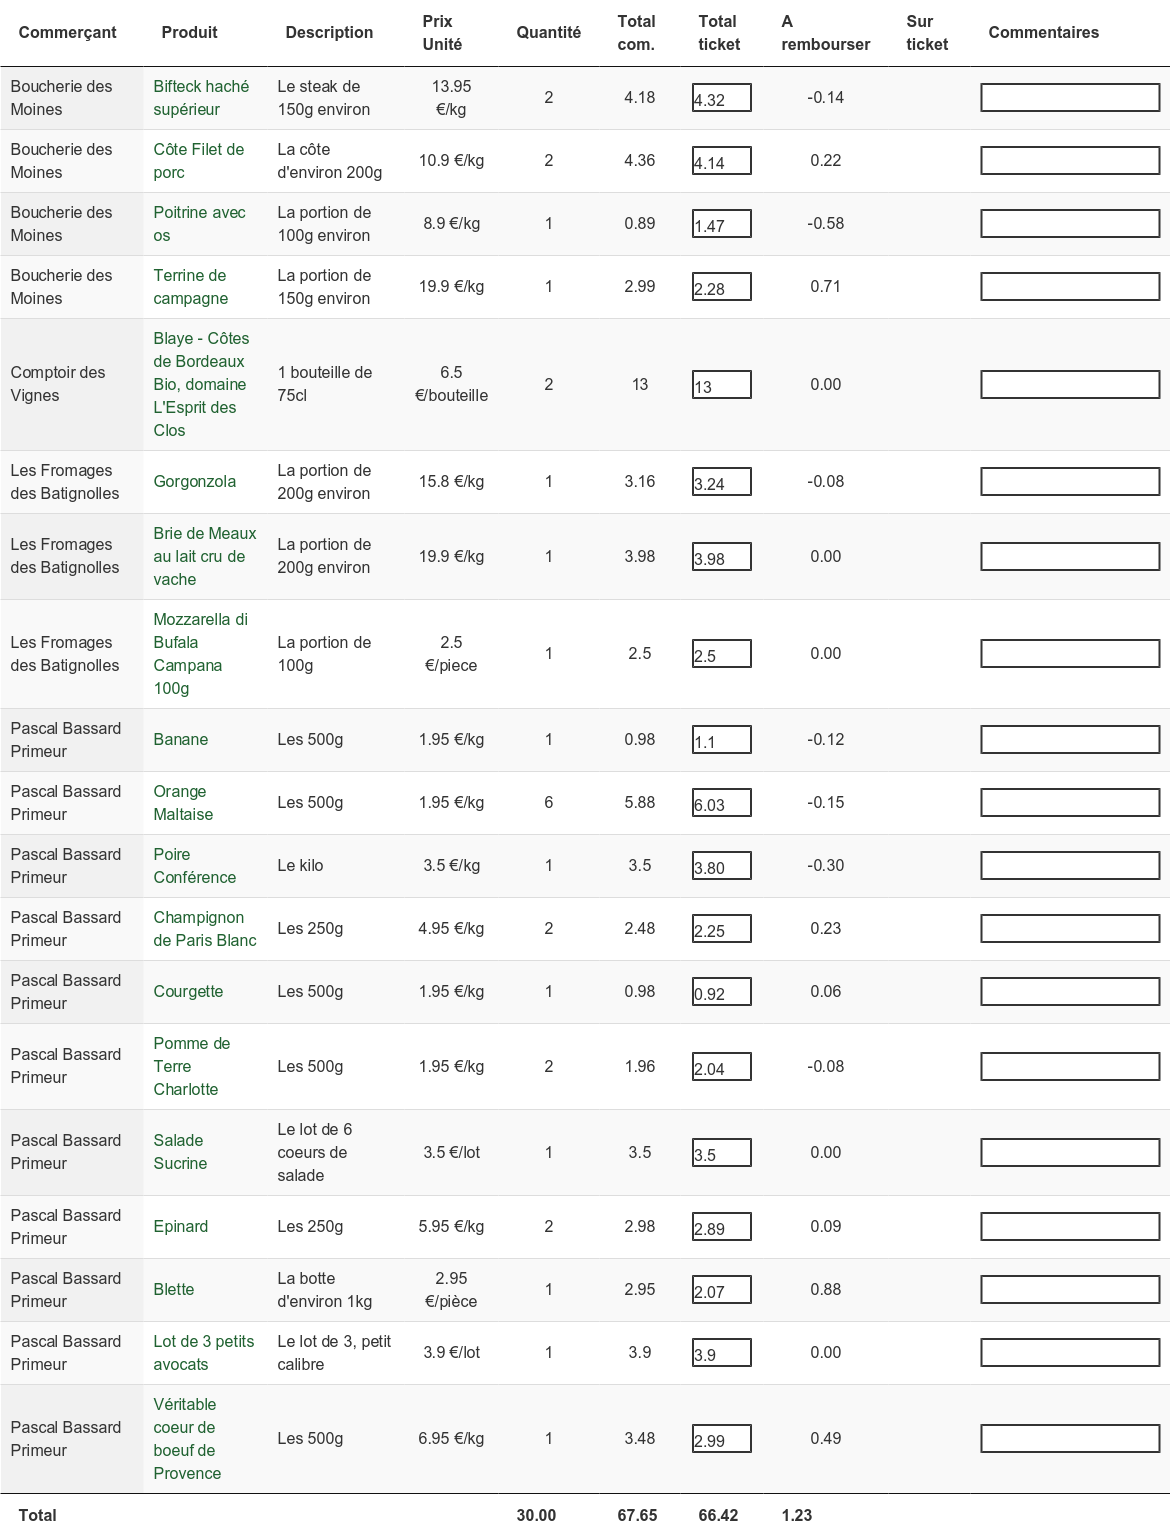 Commerçant Produit Description Prix Unité Quantité Total com. Total ticket A rembourser Sur ticket Commentaires
Boucherie des Moines Bifteck haché supérieur Le steak de 150g environ 13.95 €/kg 2 4.18 4.32 -0.14
Boucherie des Moines Côte Filet de porc La côte d'environ 200g 10.9 €/kg 2 4.36 4.14 0.22
Boucherie des Moines Poitrine avec os La portion de 100g environ 8.9 €/kg 1 0.89 1.47 -0.58
Boucherie des Moines Terrine de campagne La portion de 150g environ 19.9 €/kg 1 2.99 2.28 0.71
Comptoir des Vignes Blaye - Côtes de Bordeaux Bio, domaine L'Esprit des Clos 1 bouteille de 75cl 6.5 €/bouteille 2 13 13 0.00
Les Fromages des Batignolles Gorgonzola La portion de 200g environ 15.8 €/kg 1 3.16 3.24 -0.08
Les Fromages des Batignolles Brie de Meaux au lait cru de vache La portion de 200g environ 19.9 €/kg 1 3.98 3.98 0.00
Les Fromages des Batignolles Mozzarella di Bufala Campana 100g La portion de 100g 2.5 €/piece 1 2.5 2.5 0.00
Pascal Bassard Primeur Banane Les 500g 1.95 €/kg 1 0.98 1.1 -0.12
Pascal Bassard Primeur Orange Maltaise Les 500g 1.95 €/kg 6 5.88 6.03 -0.15
Pascal Bassard Primeur Poire Conférence Le kilo 3.5 €/kg 1 3.5 3.80 -0.30
Pascal Bassard Primeur Champignon de Paris Blanc Les 250g 4.95 €/kg 2 2.48 2.25 0.23
Pascal Bassard Primeur Courgette Les 500g 1.95 €/kg 1 0.98 0.92 0.06
Pascal Bassard Primeur Pomme de Terre Charlotte Les 500g 1.95 €/kg 2 1.96 2.04 -0.08
Pascal Bassard Primeur Salade Sucrine Le lot de 6 coeurs de salade 3.5 €/lot 1 3.5 3.5 0.00
Pascal Bassard Primeur Epinard Les 250g 5.95 €/kg 2 2.98 2.89 0.09
Pascal Bassard Primeur Blette La botte d'environ 1kg 2.95 €/pièce 1 2.95 2.07 0.88
Pascal Bassard Primeur Lot de 3 petits avocats Le lot de 3, petit calibre 3.9 €/lot 1 3.9 3.9 0.00
Pascal Bassard Primeur Véritable coeur de boeuf de Provence Les 500g 6.95 €/kg 1 3.48 2.99 0.49
Total 30.00 67.65 66.42 1.23